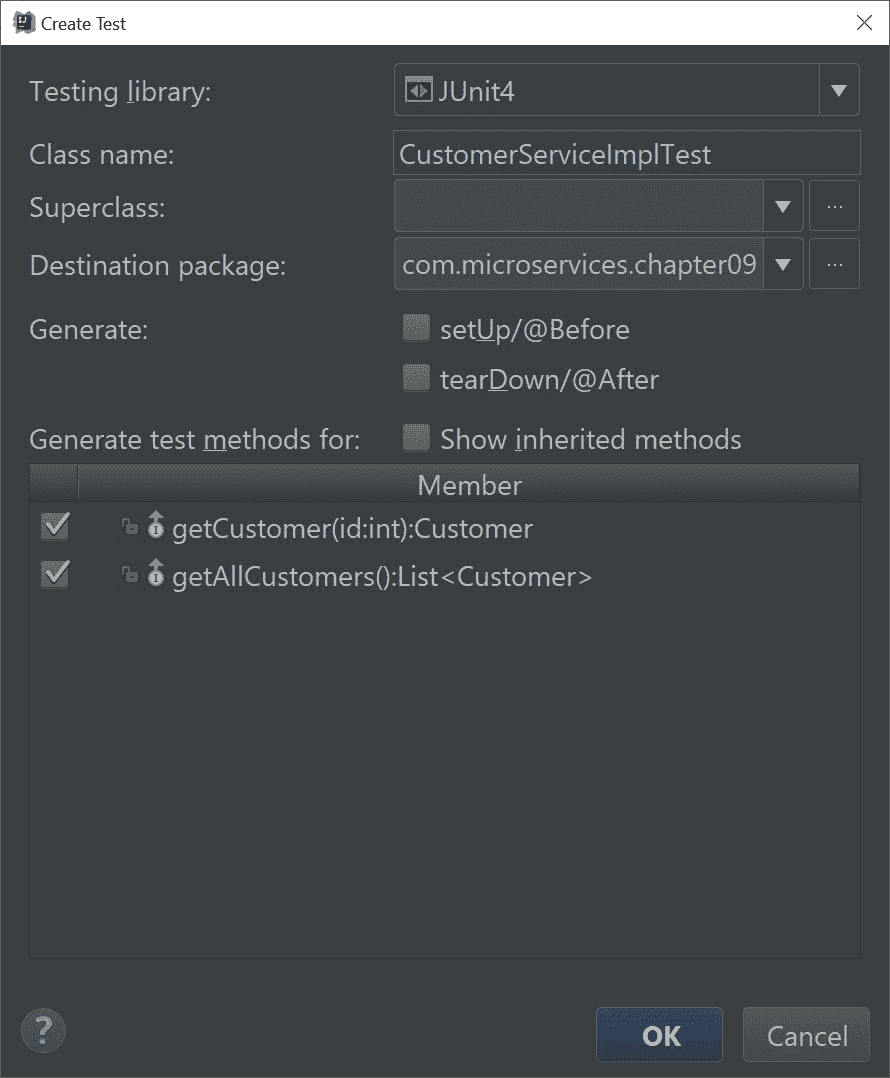 Create Test
Testing library: JUnit4
Class name: CustomerServiceImplTest
Superclass: ...
Destination package: com.microservices.chapter09 ...
Generate: setUp/@Before
tearDown/@After
Generate test methods for: Show inherited methods
Member
getCustomer(id:int):Customer
getAllCustomers():List<Customer>
? OK Cancel